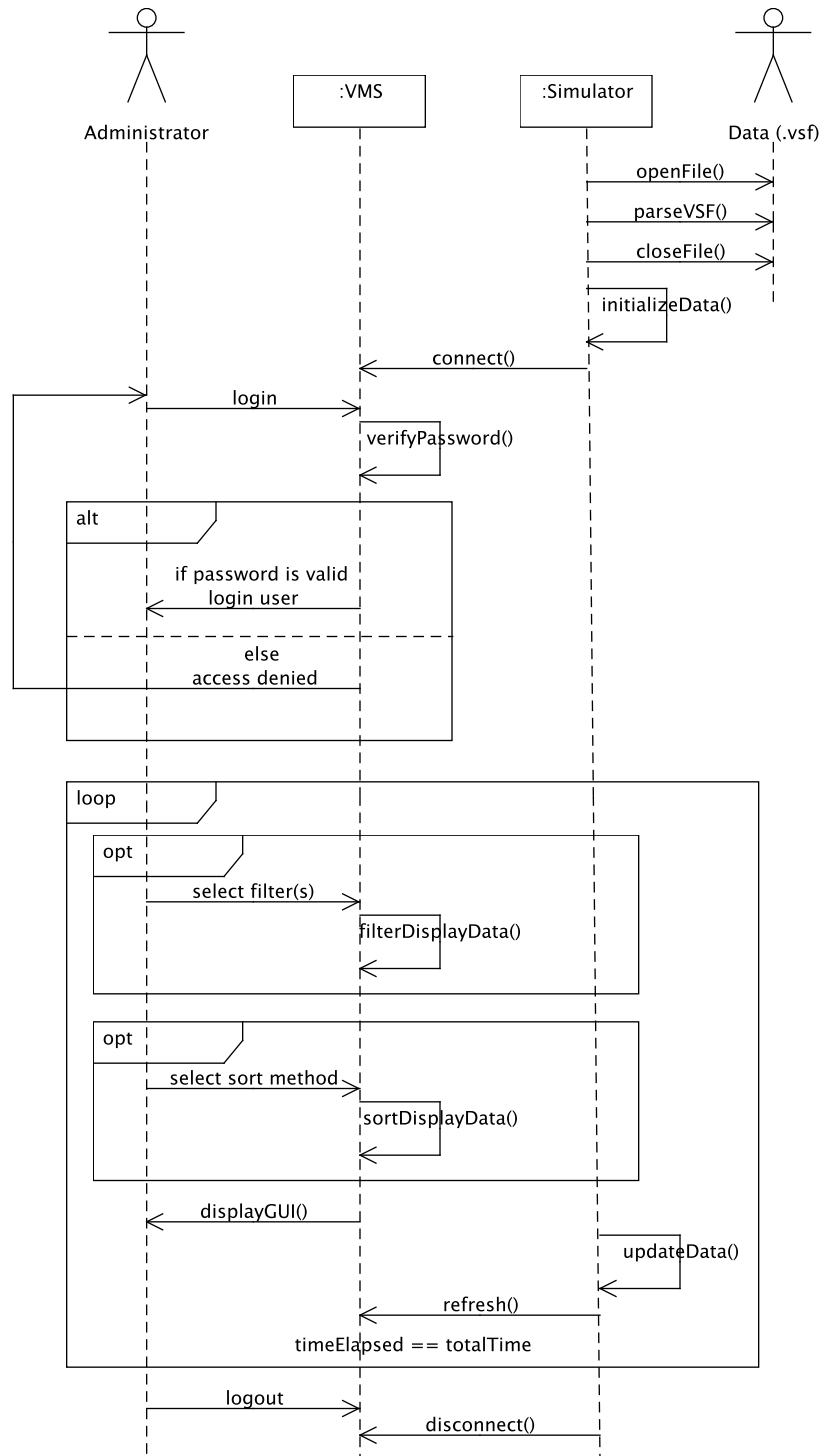 :VMS
:Simulator
Administrator
Data (.vsf)
openFile()
parseVSF()
closeFile()
initializeData()
connect()
login
verifyPassword()
alt
if password is valid
login user
else
access denied
loop
opt
select filter(s)
filterDisplayData()
opt
select sort method
sortDisplayData()
displayGUI()
updateData()
refresh()
timeElapsed == totalTime
logout
disconnect()